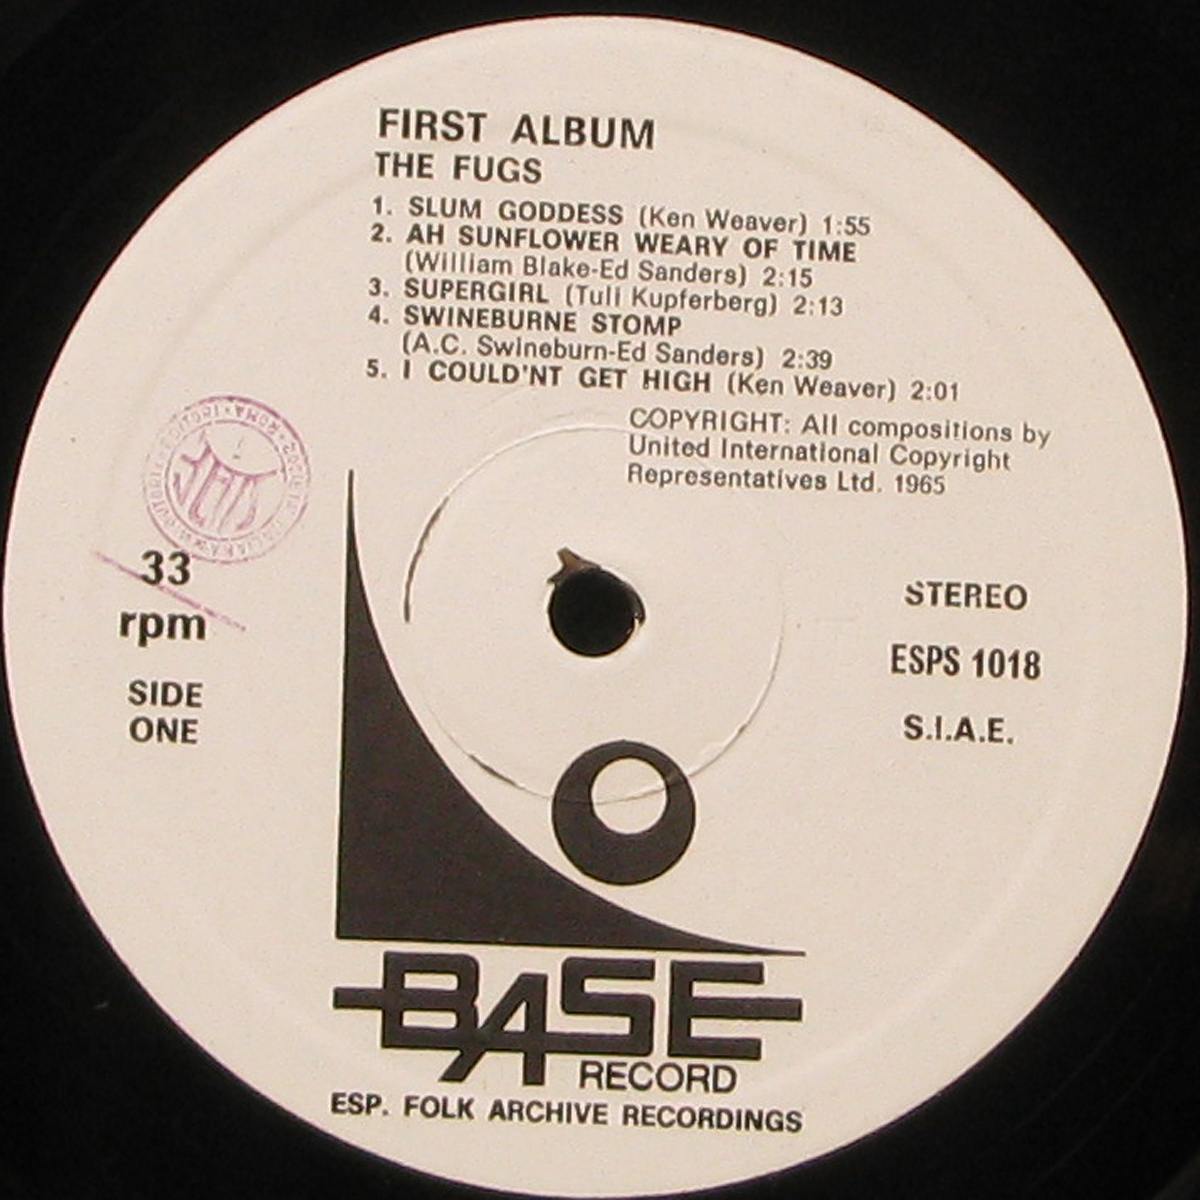 FIRST ALBUM
THE FUGS
1. SLUM GODDESS (Ken Weaver) 1:55
2. AH SUNFLOWER WEARY OF TIME
(William Blake-Ed Sanders) 2:15
3. SUPERGIRL (Tuli Kupferberg) 2:13
4. SWINEBURNE STOMP
(A.C. Swineburn-Ed Sanders) 2:39
5. I COULD'NT GET HIGH (Ken Weaver) 2:01
COPYRIGHT: All compositions by
United International Copyright
Representatives Ltd. 1965
ROMA
33
rpm
SIDE
ONE
STEREO
ESPS 1018
S.I.A.E.
BASE
RECORD
ESP. FOLK ARCHIVE RECORDINGS